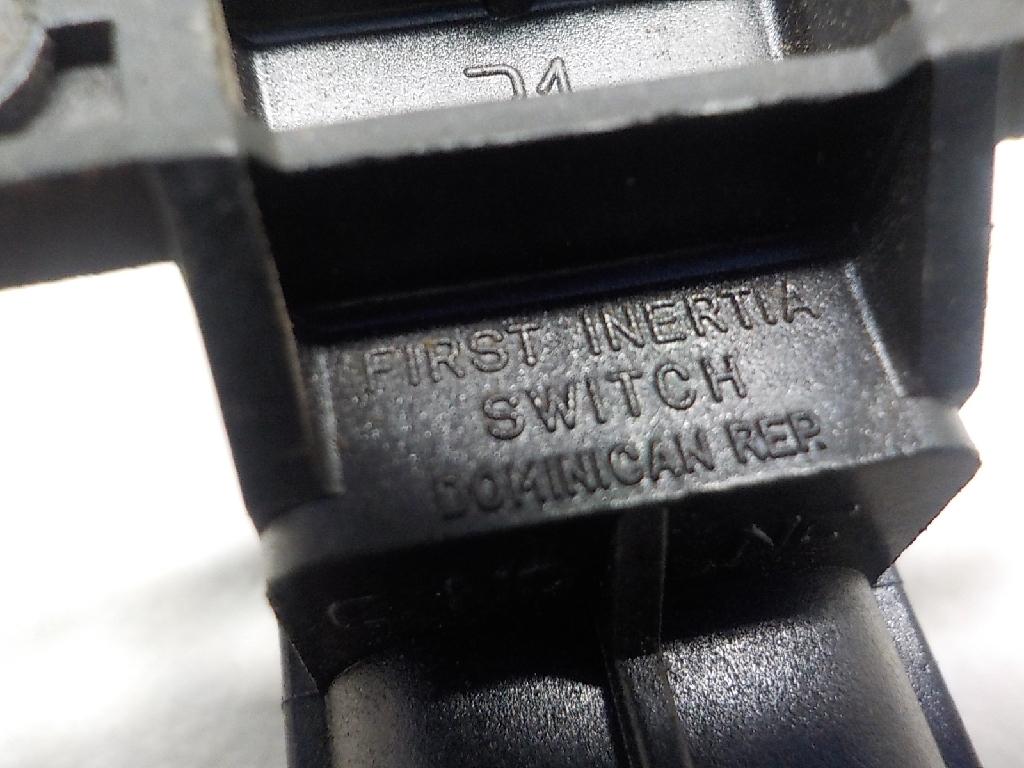 FIRST INERTIA
SWITCH
DOMINICAN REP.